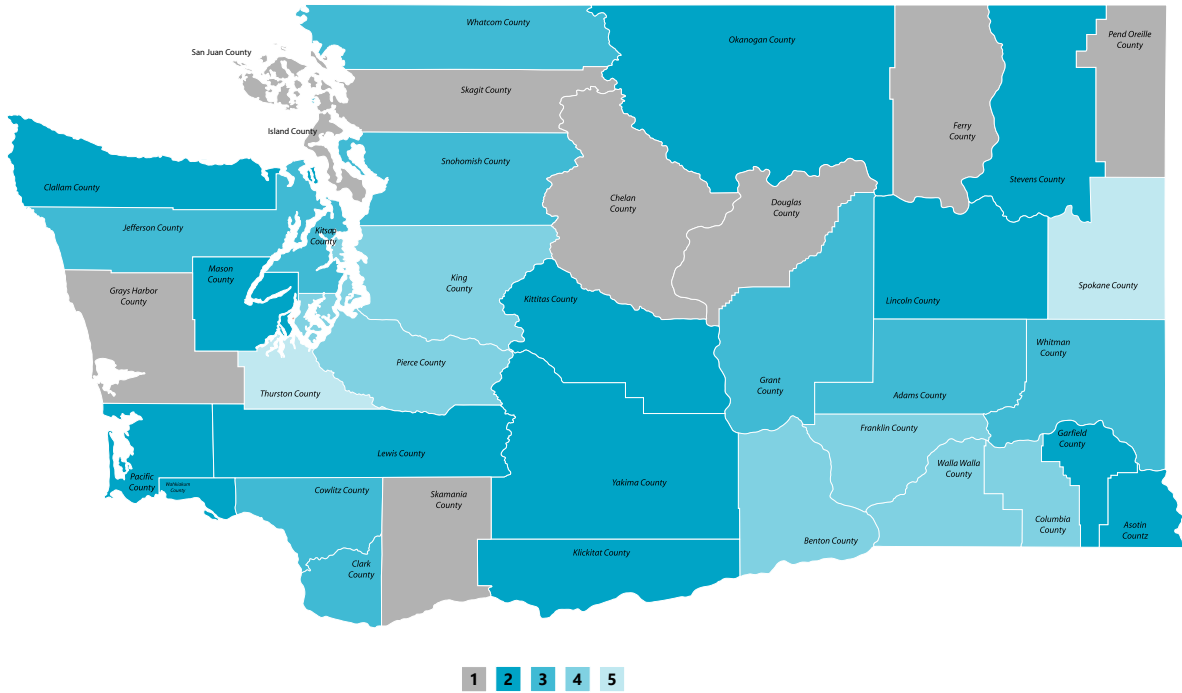 Whatcom County
Okanogan County
Pend Oreille
County
San Juan County
Skagit County
Island County
Ferry
County
Snohomish County
Stevens County
Clallam County
Chelan
County
Douglas
County
Jefferson County
Kitsap
County
Mason
County
King
County
Grays Harbor
County
Kittitas County
Lincoln County
Spokane County
Whitman
County
Pierce County
Grant
County
Thurston County
Adams County
Franklin County
Garfield
County
Lewis County
Walla Walla
County
Pacific
County
Wahkiakum
County
Cowlitz County
Skamania
County
Yakima County
Columbia
County
Asotin
Countz
Benton County
Klickitat County
Clark
County
1 2 3 4 5